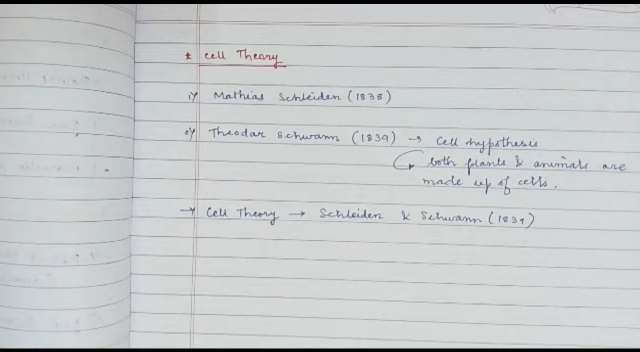 * Cell Theory
1) Mathias Schleiden (1838)
2) Theodar Schwann (1839) → Cell hypothesis
both plants & animals are
made up of cells.
→ Cell Theory → Schleiden & Schwann (1839)